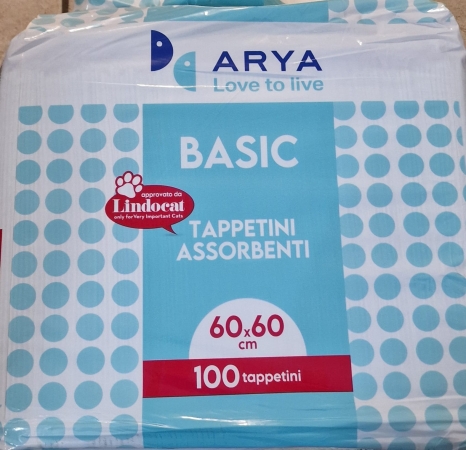 ARYA
Love to live
BASIC
approvato da
Lindocat
only for Very Important Cats
TAPPETINI
ASSORBENTI
60x60
cm
100 tappetini